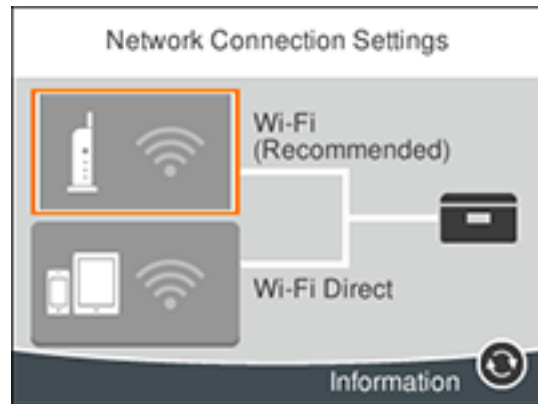 Network Connection Settings
Wi-Fi
(Recommended)
Wi-Fi Direct
Information